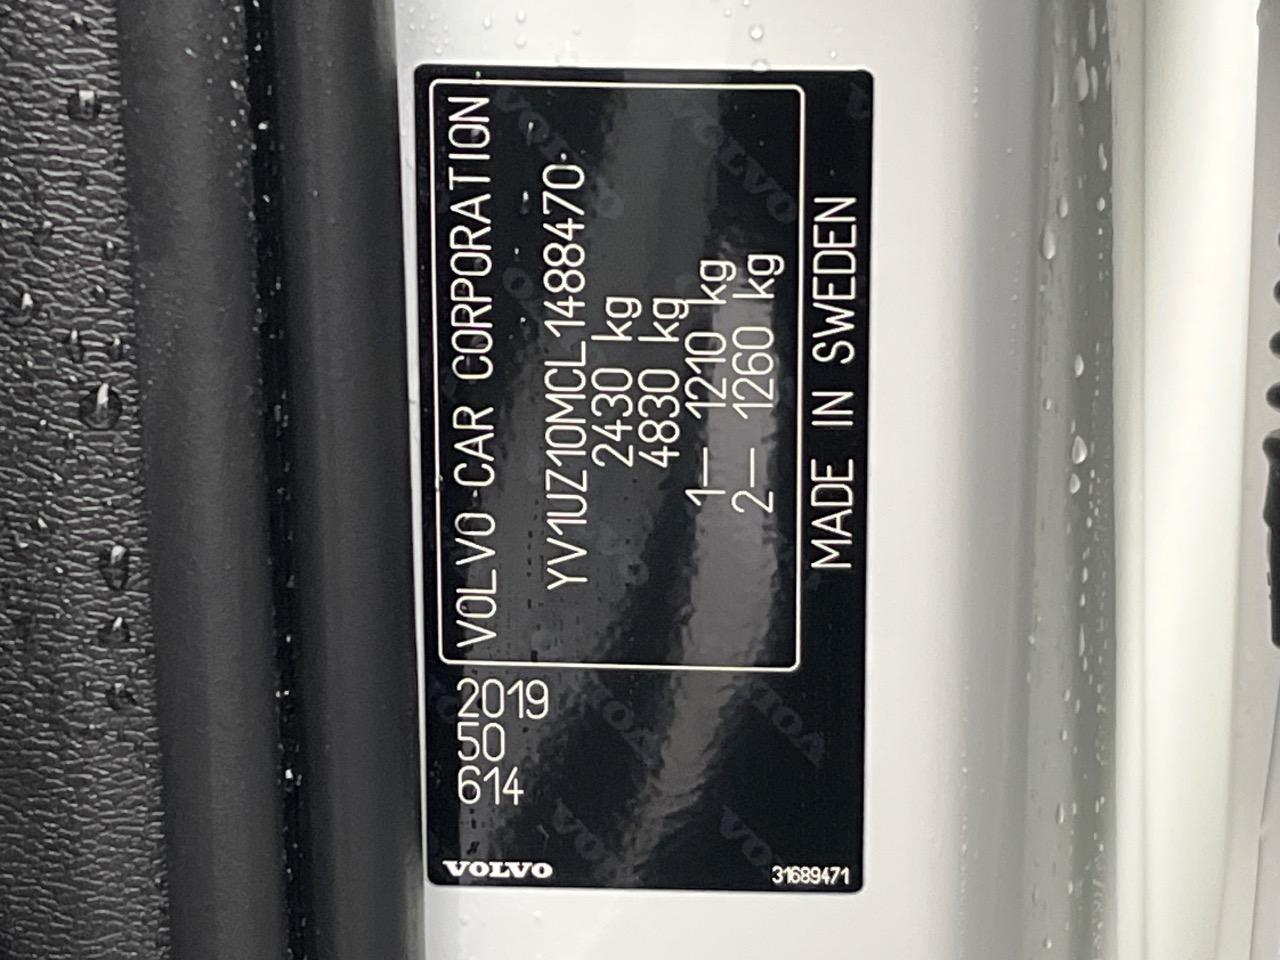 VOLVO CAR CORPORATION
YV1UZ10MCL1488470
2430 kg
4830 kg
1— 1210 kg
2— 1260 kg
MADE IN SWEDEN
2019
50
614
VOLVO
31689471